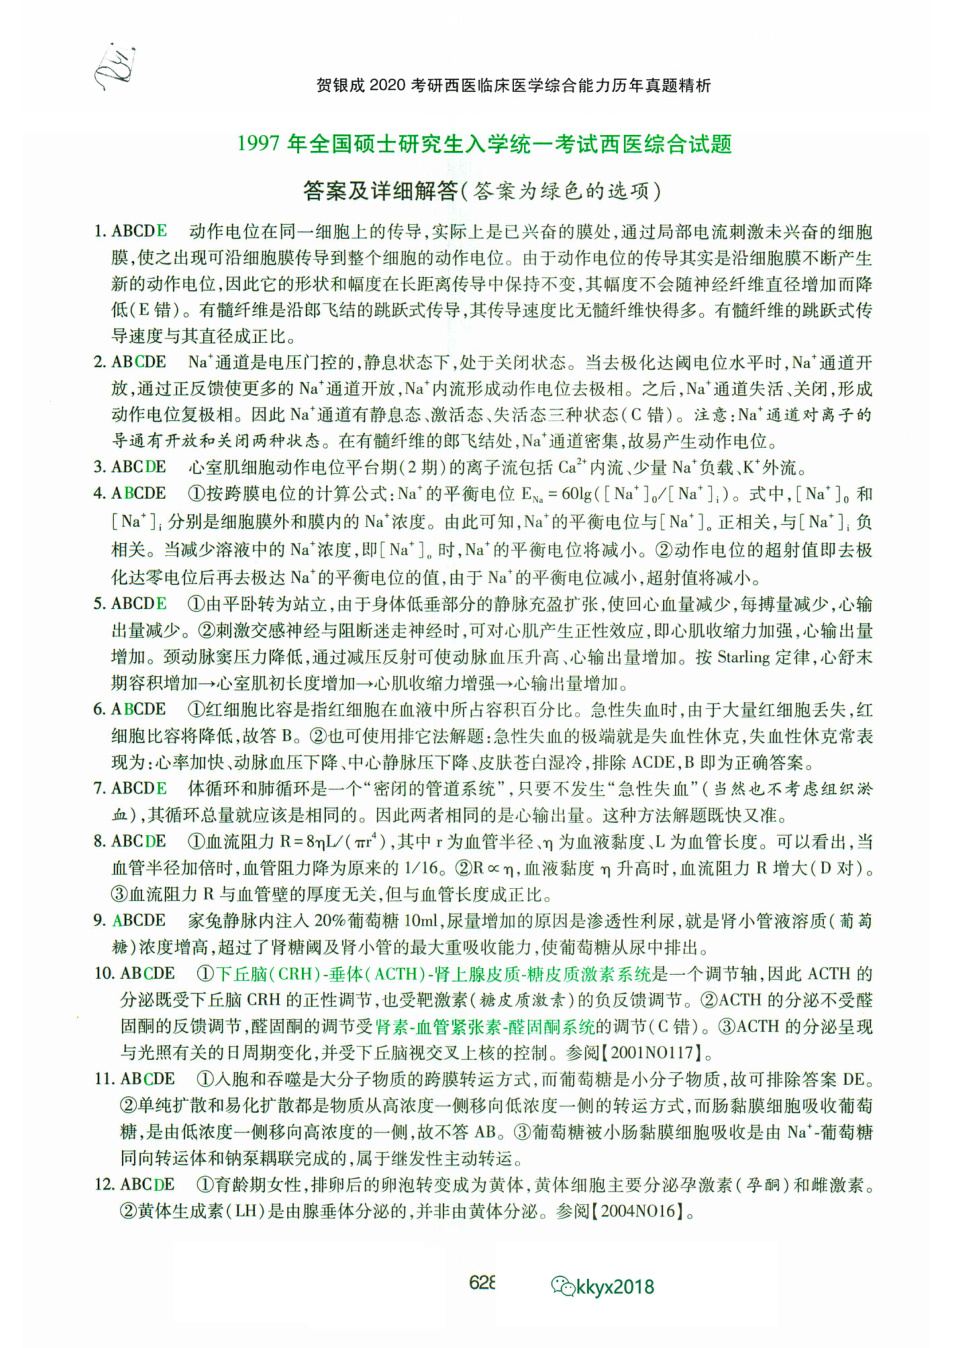 贺银成 2020 考研西医临床医学综合能力历年真题精析
1997 年全国硕士研究生入学统一考试西医综合试题
答案及详细解答(答案为绿色的选项)
1. ABCDE 动作电位在同一细胞上的传导,实际上是已兴奋的膜处,通过局部电流刺激未兴奋的细胞
膜,使之出现可沿细胞膜传导到整个细胞的动作电位。由于动作电位的传导其实是沿细胞膜不断产生
新的动作电位,因此它的形状和幅度在长距离传导中保持不变,其幅度不会随神经纤维直径增加而降
低(E 错)。有髓纤维是沿郎飞结的跳跃式传导,其传导速度比无髓纤维快得多。有髓纤维的跳跃式传
导速度与其直径成正比。
2. ABCDE Na⁺通道是电压门控的,静息状态下,处于关闭状态。当去极化达阈电位水平时,Na⁺通道开
放,通过正反馈使更多的 Na⁺通道开放,Na⁺内流形成动作电位去极相。之后,Na⁺通道失活、关闭,形成
动作电位复极相。因此 Na⁺通道有静息态、激活态、失活态三种状态(C 错)。注意:Na⁺通道对离子的
导通有开放和关闭两种状态。在有髓纤维的郎飞结处,Na⁺通道密集,故易产生动作电位。
3. ABCDE 心室肌细胞动作电位平台期(2 期)的离子流包括 Ca²⁺内流、少量 Na⁺负载、K⁺外流。
4. ABCDE ①按跨膜电位的计算公式:Na⁺的平衡电位 E_Na = 60lg([Na⁺]₀/[Na⁺]ᵢ)。式中,[Na⁺]₀ 和
[Na⁺]ᵢ 分别是细胞膜外和膜内的 Na⁺浓度。由此可知,Na⁺的平衡电位与[Na⁺]ₒ 正相关,与[Na⁺]ᵢ 负
相关。当减少溶液中的 Na⁺浓度,即[Na⁺]ₒ 时,Na⁺的平衡电位将减小。②动作电位的超射值即去极
化达零电位后再去极达 Na⁺的平衡电位的值,由于 Na⁺的平衡电位减小,超射值将减小。
5. ABCDE ①由平卧转为站立,由于身体低垂部分的静脉充盈扩张,使回心血量减少,每搏量减少,心输
出量减少。②刺激交感神经与阻断迷走神经时,可对心肌产生正性效应,即心肌收缩力加强,心输出量
增加。颈动脉窦压力降低,通过减压反射可使动脉血压升高、心输出量增加。按 Starling 定律,心舒末
期容积增加→心室肌初长度增加→心肌收缩力增强→心输出量增加。
6. ABCDE ①红细胞比容是指红细胞在血液中所占容积百分比。急性失血时,由于大量红细胞丢失,红
细胞比容将降低,故答 B。②也可使用排它法解题:急性失血的极端就是失血性休克,失血性休克常表
现为:心率加快、动脉血压下降、中心静脉压下降、皮肤苍白湿冷,排除 ACDE,B 即为正确答案。
7. ABCDE 体循环和肺循环是一个“密闭的管道系统”,只要不发生“急性失血”(当然也不考虑组织淤
血),其循环总量就应该是相同的。因此两者相同的是心输出量。这种方法解题既快又准。
8. ABCDE ①血流阻力 R=8ηL/(πr⁴),其中 r 为血管半径、η 为血液黏度、L 为血管长度。可以看出,当
血管半径加倍时,血管阻力降为原来的 1/16。②R∝η,血液黏度 η 升高时,血流阻力 R 增大(D 对)。
③血流阻力 R 与血管壁的厚度无关,但与血管长度成正比。
9. ABCDE 家兔静脉内注入 20%葡萄糖 10ml,尿量增加的原因是渗透性利尿,就是肾小管液溶质(葡萄
糖)浓度增高,超过了肾糖阈及肾小管的最大重吸收能力,使葡萄糖从尿中排出。
10. ABCDE ①下丘脑(CRH)-垂体(ACTH)-肾上腺皮质-糖皮质激素系统是一个调节轴,因此 ACTH 的
分泌既受下丘脑 CRH 的正性调节,也受靶激素(糖皮质激素)的负反馈调节。②ACTH 的分泌不受醛
固酮的反馈调节,醛固酮的调节受肾素-血管紧张素-醛固酮系统的调节(C 错)。③ACTH 的分泌呈现
与光照有关的日周期变化,并受下丘脑视交叉上核的控制。参阅【2001NO117】。
11. ABCDE ①入胞和吞噬是大分子物质的跨膜转运方式,而葡萄糖是小分子物质,故可排除答案 DE。
②单纯扩散和易化扩散都是物质从高浓度一侧移向低浓度一侧的转运方式,而肠黏膜细胞吸收葡萄
糖,是由低浓度一侧移向高浓度的一侧,故不答 AB。③葡萄糖被小肠黏膜细胞吸收是由 Na⁺-葡萄糖
同向转运体和钠泵耦联完成的,属于继发性主动转运。
12. ABCDE ①育龄期女性,排卵后的卵泡转变成为黄体,黄体细胞主要分泌孕激素(孕酮)和雌激素。
②黄体生成素(LH)是由腺垂体分泌的,并非由黄体分泌。参阅【2004NO16】。
628 kkyx2018